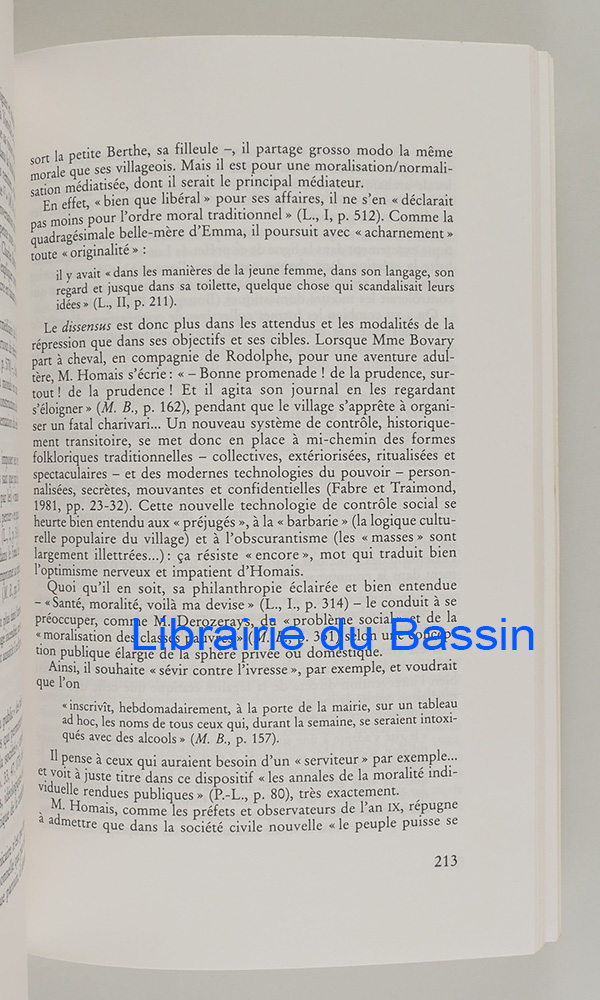 sort la petite Berthe, sa filleule –, il partage grosso modo la même
morale que ses villageois. Mais il est pour une moralisation/normali-
sation médiatisée, dont il serait le principal médiateur.
En effet, « bien que libéral » pour ses affaires, il ne s'en « déclarait
pas moins pour l'ordre moral traditionnel » (L., I, p. 512). Comme la
quadragésimale belle-mère d'Emma, il poursuit avec « acharnement »
toute « originalité » :
il y avait « dans les manières de la jeune femme, dans son langage, son
regard et jusque dans sa toilette, quelque chose qui scandalisait leurs
idées » (L., II, p. 211).
Le dissensus est donc plus dans les attendus et les modalités de la
répression que dans ses objectifs et ses cibles. Lorsque Mme Bovary
part à cheval, en compagnie de Rodolphe, pour une aventure adul-
tère, M. Homais s'écrie : « – Bonne promenade ! de la prudence, sur-
tout ! de la prudence ! Et il agita son journal en les regardant
s'éloigner » (M. B., p. 162), pendant que le village s'apprête à organi-
ser un fatal charivari... Un nouveau système de contrôle, historique-
ment transitoire, se met donc en place à mi-chemin des formes
folkloriques traditionnelles – collectives, extériorisées, ritualisées et
spectaculaires – et des modernes technologies du pouvoir – person-
nalisées, secrètes, mouvantes et confidentielles (Fabre et Traimond,
1981, pp. 23-32). Cette nouvelle technologie de contrôle social se
heurte bien entendu aux « préjugés », à la « barbarie » (la logique cultu-
relle populaire du village) et à l'obscurantisme (les « masses » sont
largement illettrées...) : ça résiste « encore », mot qui traduit bien
l'optimisme nerveux et impatient d'Homais.
Quoi qu'il en soit, sa philanthropie éclairée et bien entendue
– « Santé, moralité, voilà ma devise » (L., I., p. 314) – le conduit à se
préoccuper, comme M. Derozerays, du « problème social » et de la
« moralisation des classes pauvres » (M. B., p. 351) selon une concep-
tion publique élargie de la sphère privée ou domestique.
Librairie du Bassin
Ainsi, il souhaite « sévir contre l'ivresse », par exemple, et voudrait
que l'on
« inscrivît, hebdomadairement, à la porte de la mairie, sur un tableau
ad hoc, les noms de tous ceux qui, durant la semaine, se seraient intoxi-
qués avec des alcools » (M. B., p. 157).
Il pense à ceux qui auraient besoin d'un « serviteur » par exemple...
et voit à juste titre dans ce dispositif « les annales de la moralité indi-
viduelle rendues publiques » (P.-L., p. 80), très exactement.
M. Homais, comme les préfets et observateurs de l'an IX, répugne
à admettre que dans la société civile nouvelle « le peuple puisse se
213